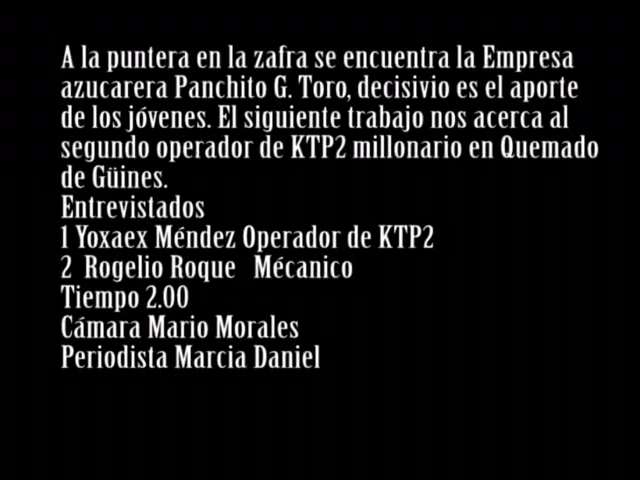 A la puntera en la zafra se encuentra la Empresa
azucarera Panchito G. Toro, decisivio es el aporte
de los jóvenes. El siguiente trabajo nos acerca al
segundo operador de KTP2 millonario en Quemado
de Güines.
Entrevistados
1 Yoxaex Méndez Operador de KTP2
2 Rogelio Roque Mécanico
Tiempo 2.00
Cámara Mario Morales
Periodista Marcia Daniel